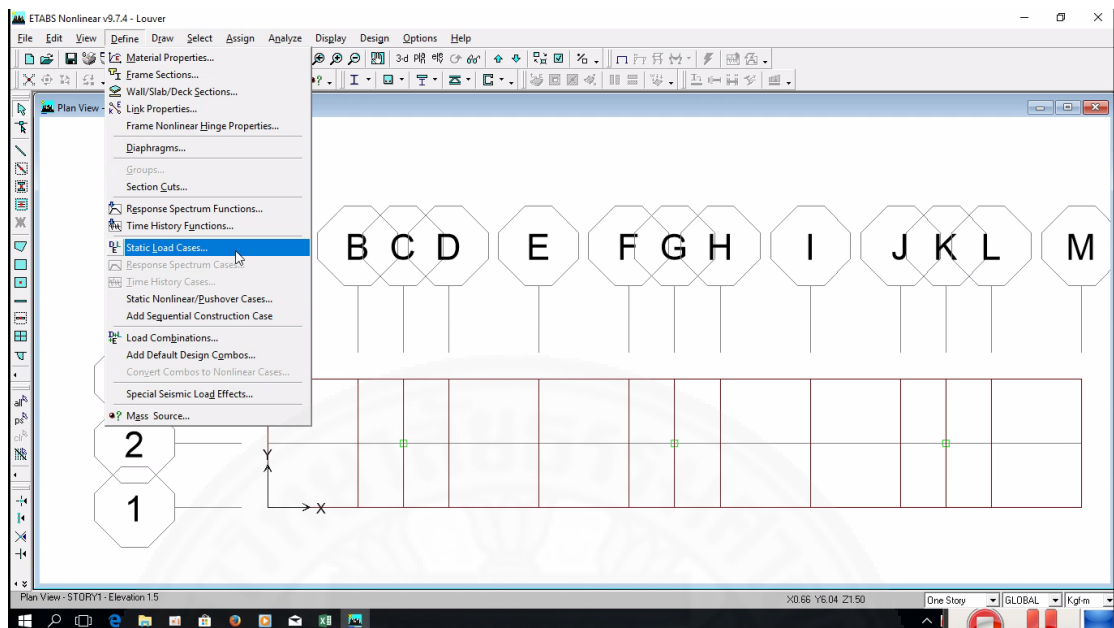 ETABS Nonlinear v9.7.4 - Louver
File Edit View Define Draw Select Assign Analyze Display Design Options Help
3-d
Plan View -
Material Properties...
Frame Sections...
Wall/Slab/Deck Sections...
Link Properties...
Frame Nonlinear Hinge Properties...
Diaphragms...
Groups...
Section Cuts...
Response Spectrum Functions...
Time History Functions...
Static Load Cases...
Response Spectrum Cases
Time History Cases...
Static Nonlinear/Pushover Cases...
Add Sequential Construction Case
Load Combinations...
Add Default Design Combos...
Convert Combos to Nonlinear Cases...
Special Seismic Load Effects...
Mass Source...
B C D E F G H I J K L M
all
ps
clr
2
Y
1
X
Plan View - STORY1 - Elevation 1.5
X0.66 Y6.04 Z1.50
One Story
GLOBAL
Kgf-m